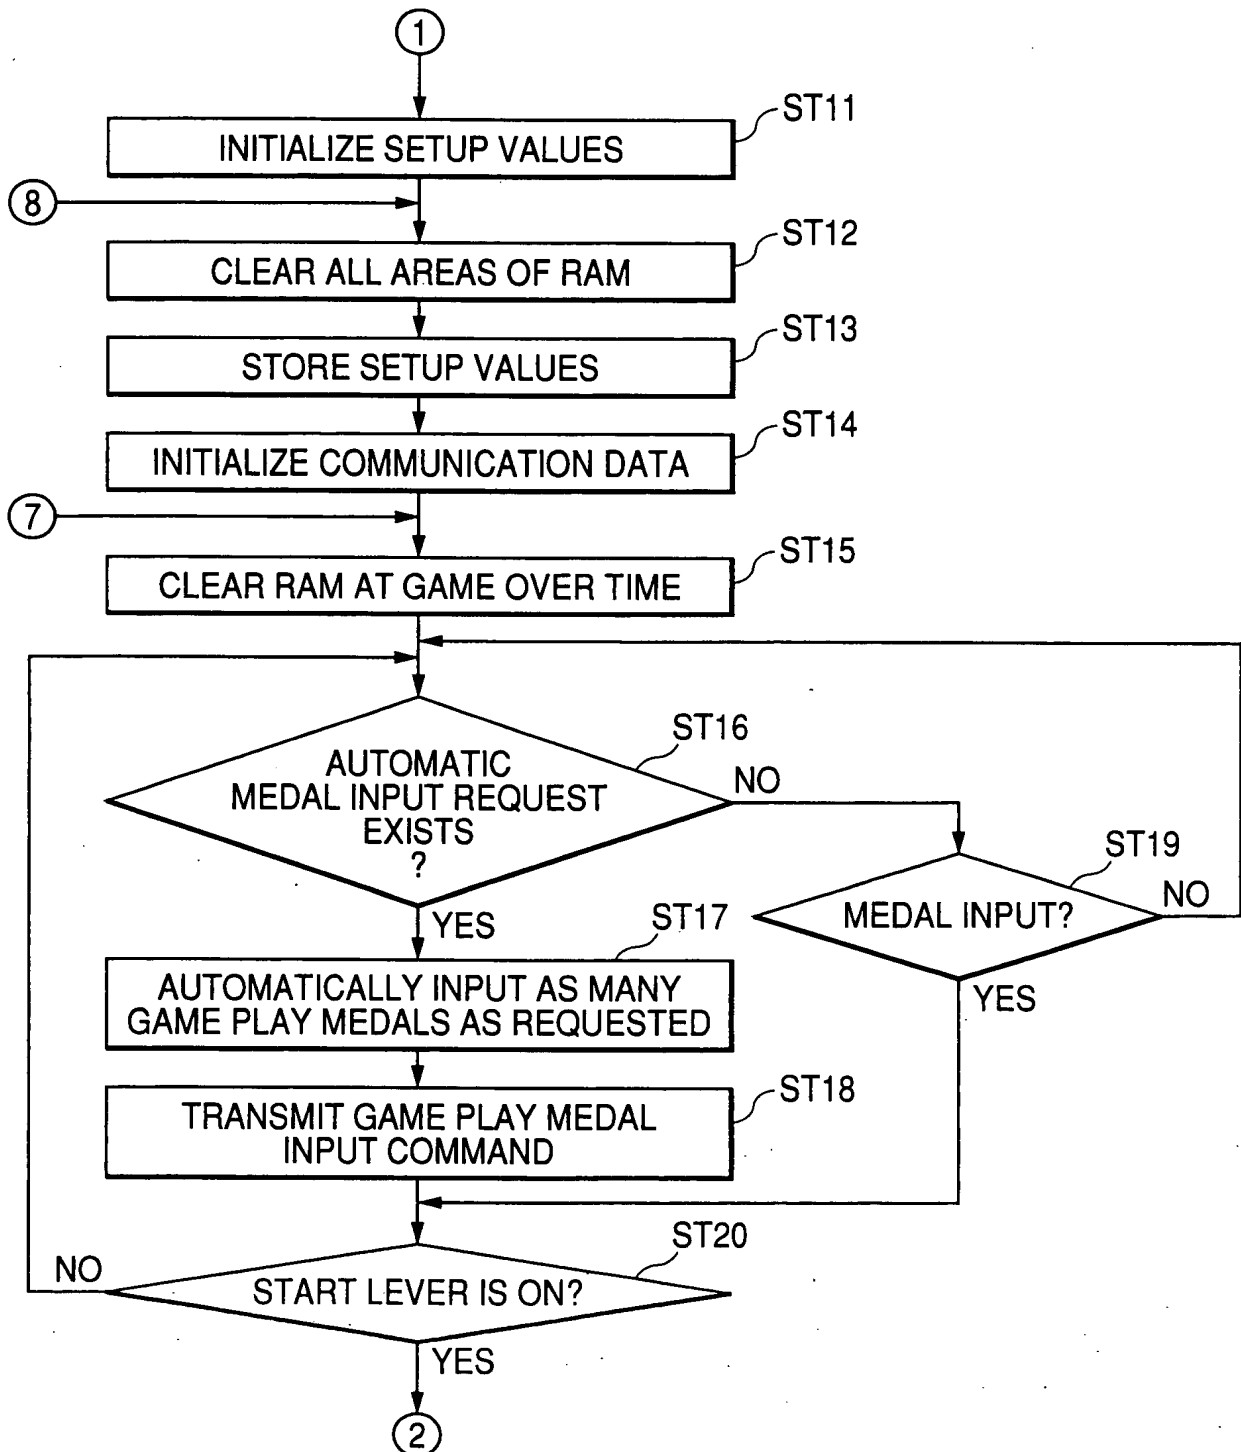 1
ST11
INITIALIZE SETUP VALUES
8
ST12
CLEAR ALL AREAS OF RAM
ST13
STORE SETUP VALUES
ST14
INITIALIZE COMMUNICATION DATA
7
ST15
CLEAR RAM AT GAME OVER TIME
ST16
AUTOMATIC
MEDAL INPUT REQUEST
EXISTS
?
NO
ST19
MEDAL INPUT?
NO
YES
YES
ST17
AUTOMATICALLY INPUT AS MANY
GAME PLAY MEDALS AS REQUESTED
ST18
TRANSMIT GAME PLAY MEDAL
INPUT COMMAND
ST20
NO
START LEVER IS ON?
YES
2